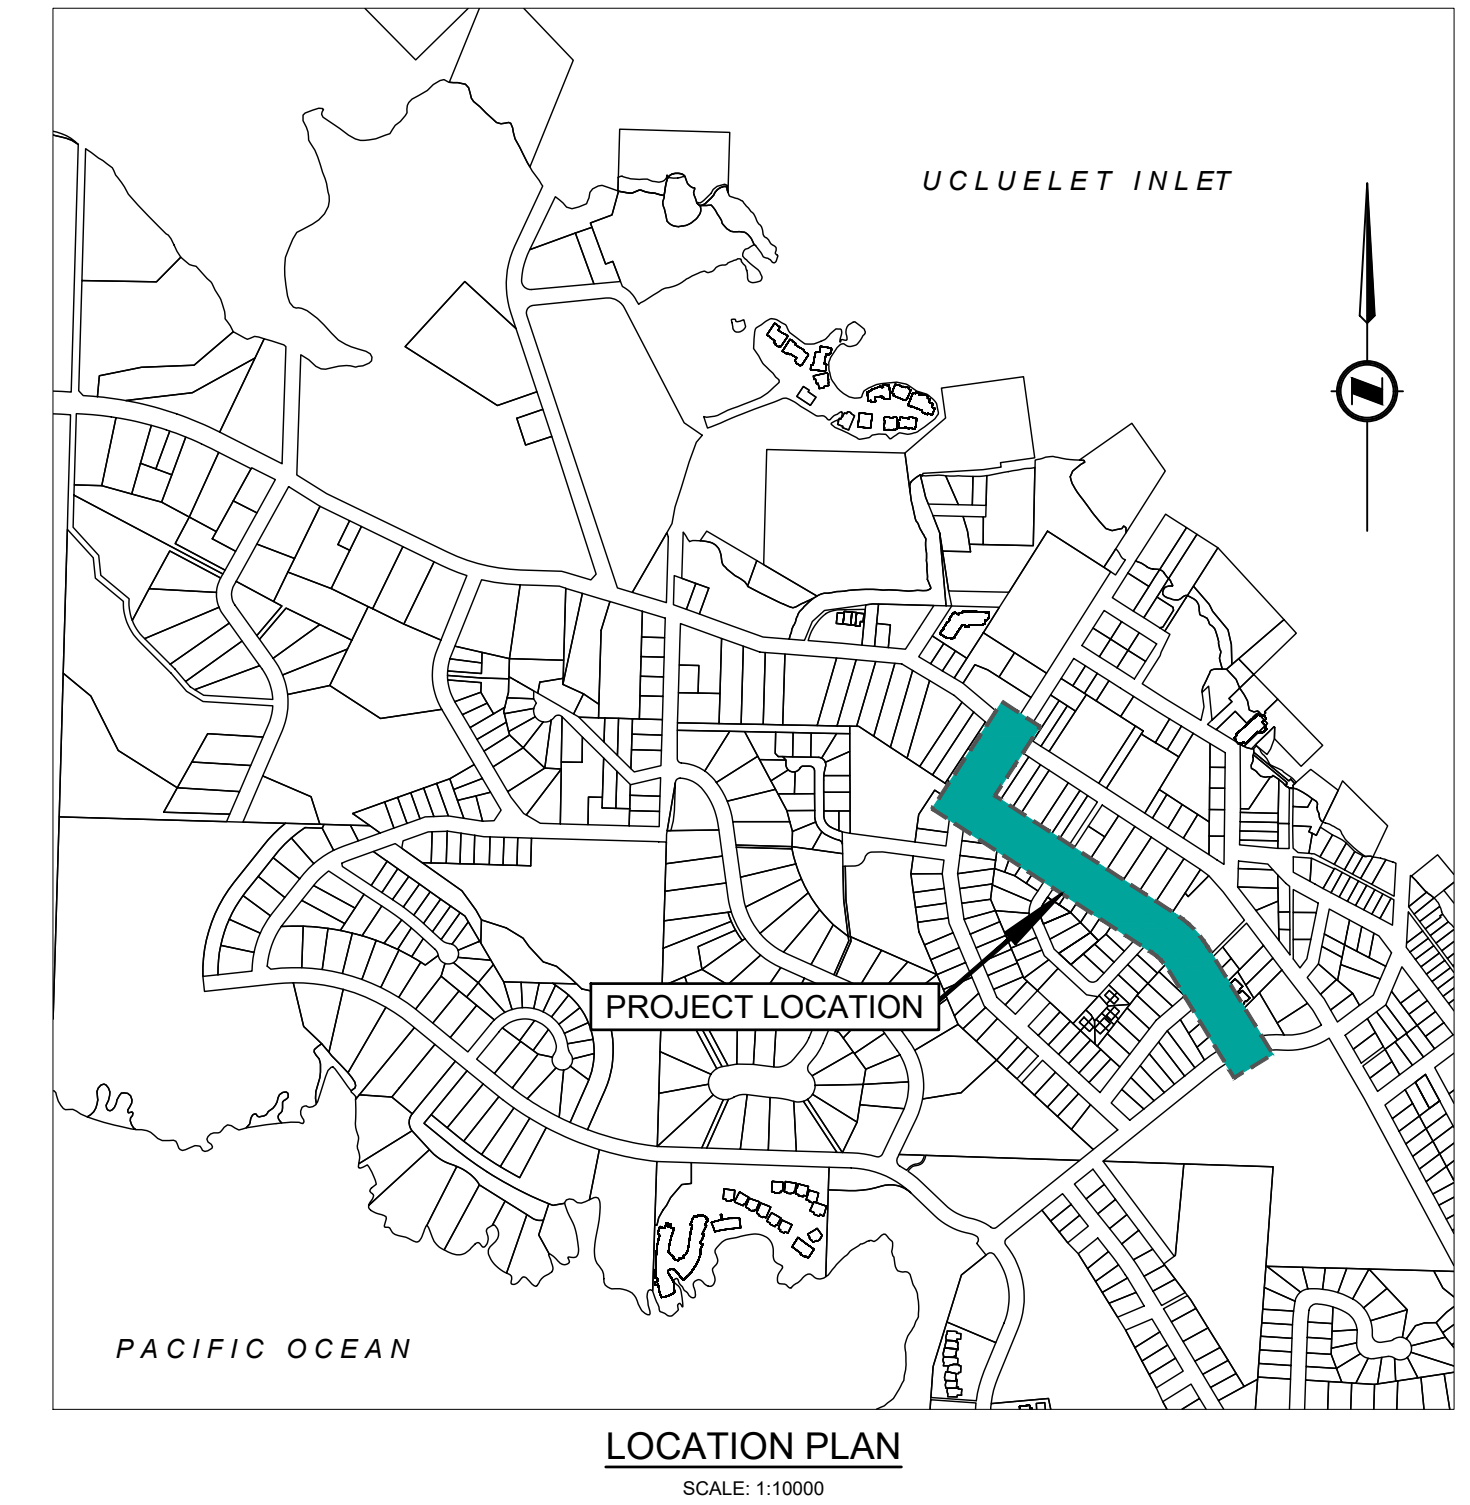 UCLUELET INLET
N
PROJECT LOCATION
PACIFIC OCEAN
LOCATION PLAN
SCALE: 1:10000